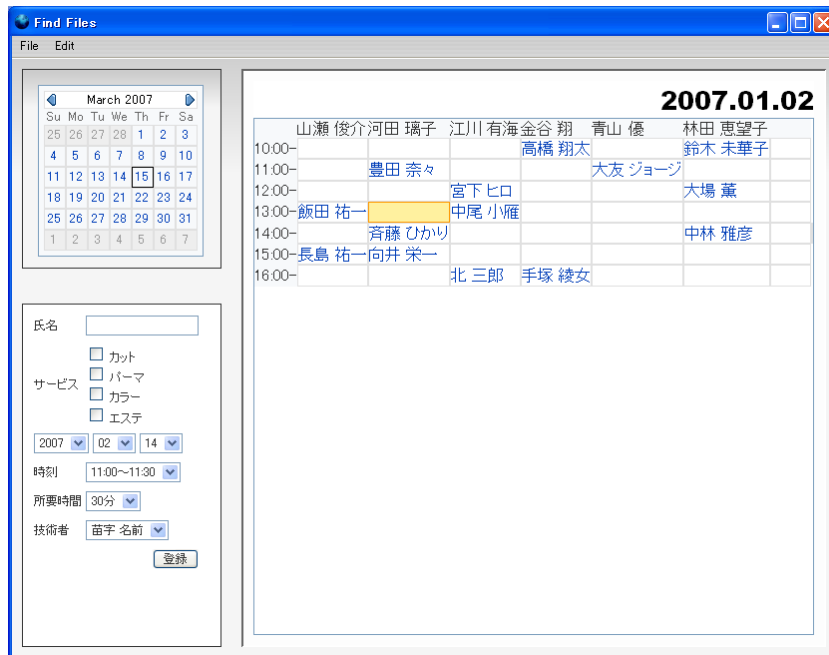 Find Files
File Edit
March 2007
Su Mo Tu We Th Fr Sa
25 26 27 28 1 2 3
4 5 6 7 8 9 10
11 12 13 14 15 16 17
18 19 20 21 22 23 24
25 26 27 28 29 30 31
1 2 3 4 5 6 7
氏名
サービス
カット
パーマ
カラー
エステ
2007 02 14
時刻 11:00～11:30
所要時間 30分
技術者 苗字 名前
登録
2007.01.02
山瀬 俊介 河田 璃子 江川 有海 金谷 翔 青山 優 林田 恵望子
10:00- 高橋 翔太 鈴木 未華子
11:00- 豊田 奈々 大友 ジョージ
12:00- 宮下 ヒロ 大場 薫
13:00- 飯田 祐一 中尾 小雁
14:00- 斉藤 ひかり 中林 雅彦
15:00- 長島 祐一 向井 栄一
16:00- 北 三郎 手塚 綾女